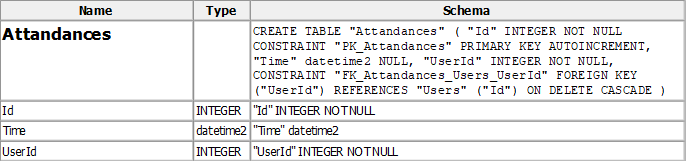 Name Type Schema
Attandances CREATE TABLE "Attandances" ( "Id" INTEGER NOT NULL
CONSTRAINT "PK_Attandances" PRIMARY KEY AUTOINCREMENT,
"Time" datetime2 NULL, "UserId" INTEGER NOT NULL,
CONSTRAINT "FK_Attandances_Users_UserId" FOREIGN KEY
("UserId") REFERENCES "Users" ("Id") ON DELETE CASCADE )
Id INTEGER "Id" INTEGER NOT NULL
Time datetime2 "Time" datetime2
UserId INTEGER "UserId" INTEGER NOT NULL